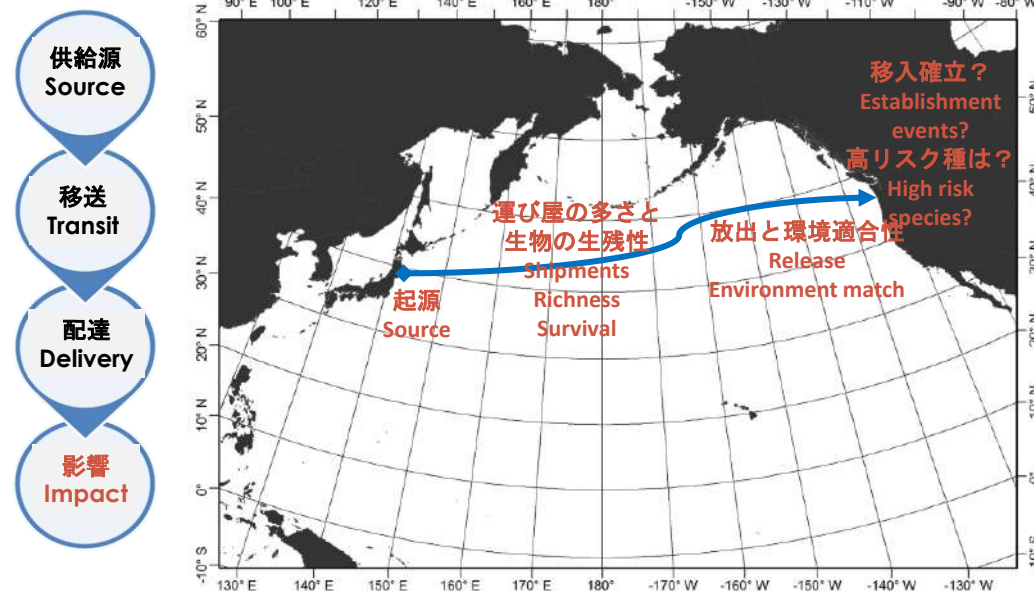 供給源
Source
移送
Transit
配達
Delivery
影響
Impact
90° E 100° E 120° E 140° E 160° E 180° -160° W -150° W -130° W -110° W -90° W -80° W
60° N
50° N
40° N
30° N
20° N
10° N
0°
-10° S
移入確立？
Establishment
events?
高リスク種は？
High risk
species?
運び屋の多さと
生物の生残性
Shipments
Richness
Survival
放出と環境適合性
Release
Environment match
起源
Source
130° E 140° E 150° E 160° E 170° E 180° -170° W -160° W -150° W -140° W -130° W